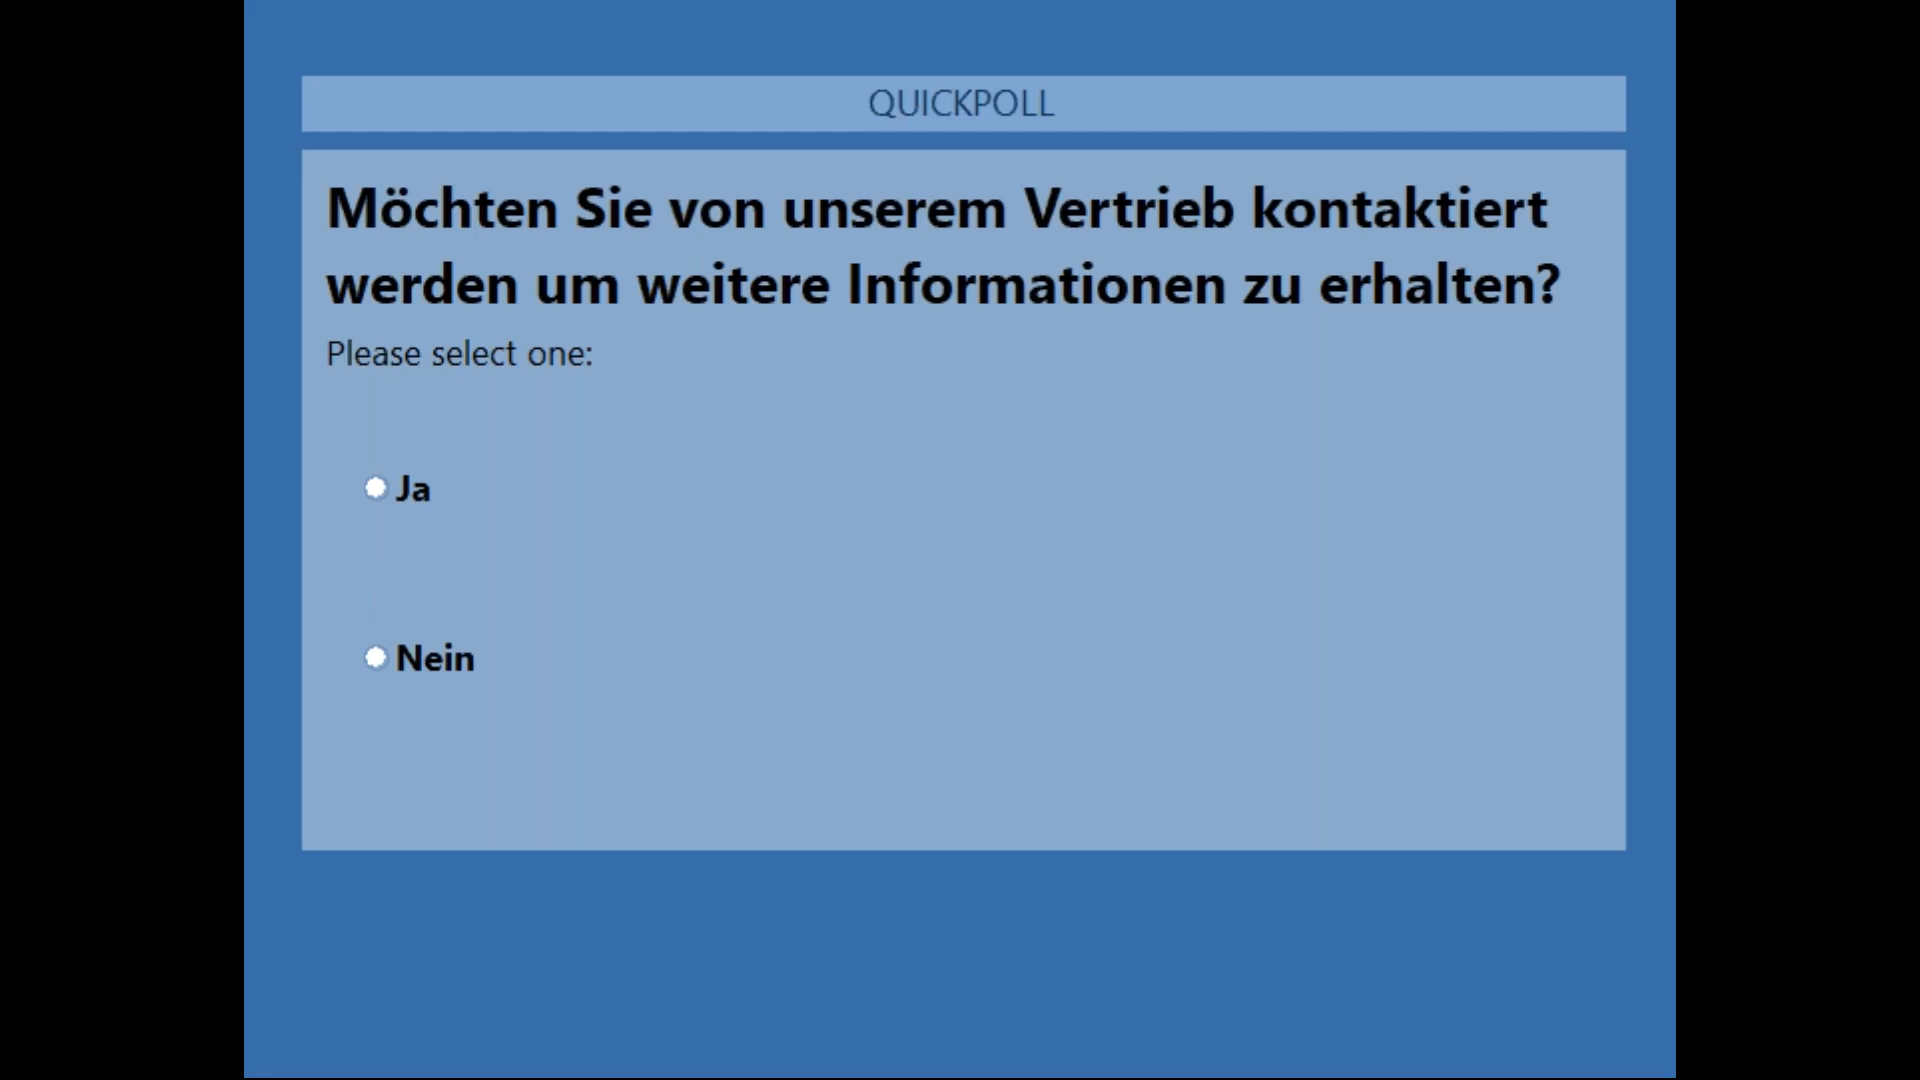 QUICKPOLL
Möchten Sie von unserem Vertrieb kontaktiert
werden um weitere Informationen zu erhalten?
Please select one:
Ja
Nein